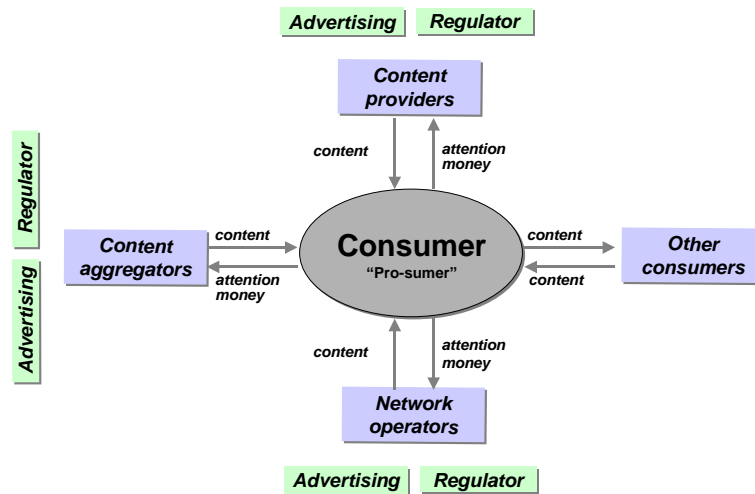 Advertising
Regulator
Content
providers
content
attention
money
Regulator
Advertising
Content
aggregators
content
attention
money
Consumer
“Pro-sumer”
content
content
Other
consumers
content
attention
money
Network
operators
Advertising
Regulator